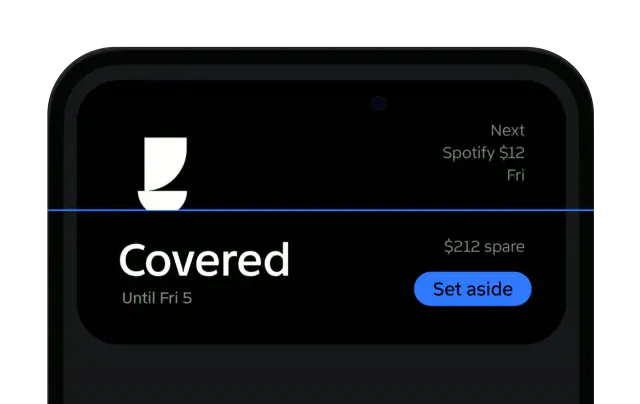 Next
Spotify $12
Fri
Covered
Until Fri 5
$212 spare
Set aside